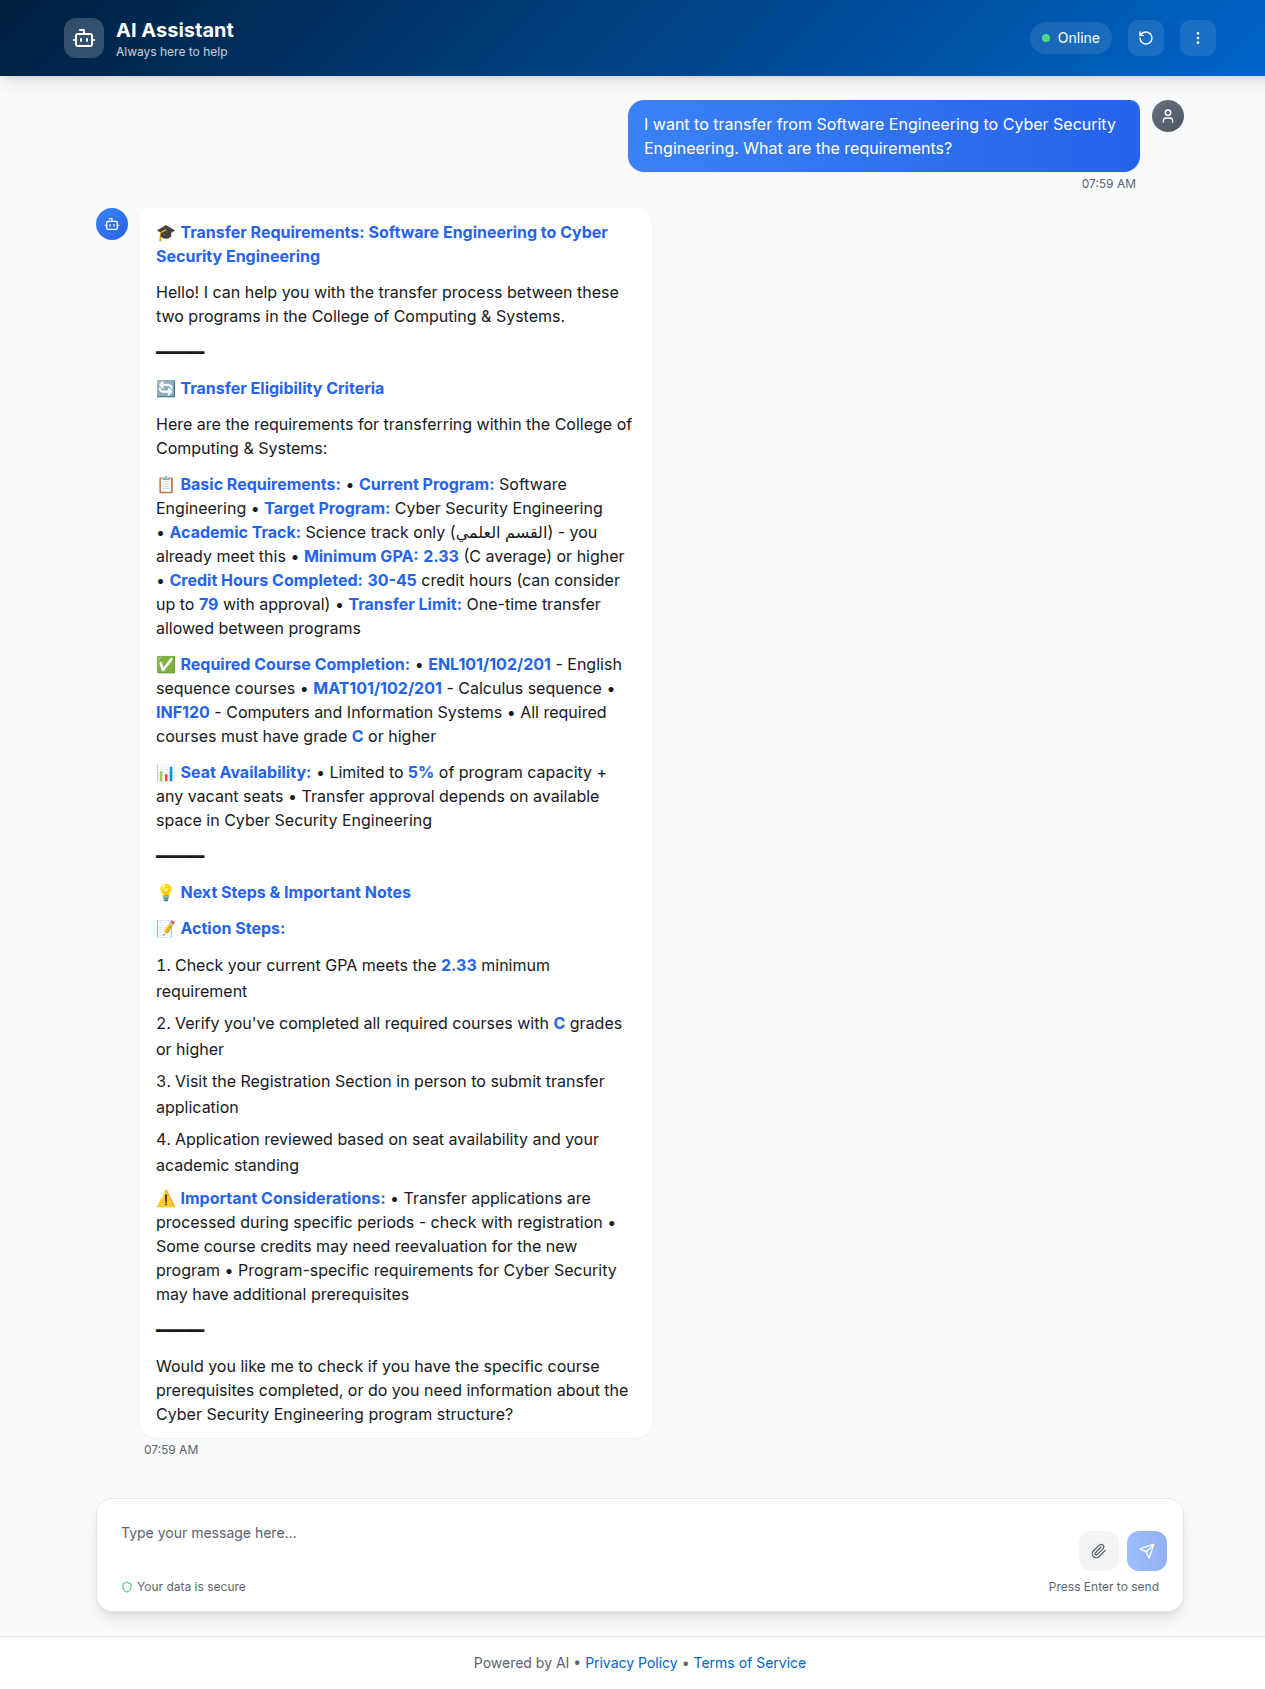 AI Assistant
Always here to help
Online
I want to transfer from Software Engineering to Cyber Security
Engineering. What are the requirements?
07:59 AM
🎓 Transfer Requirements: Software Engineering to Cyber
Security Engineering
Hello! I can help you with the transfer process between these
two programs in the College of Computing & Systems.
🔄 Transfer Eligibility Criteria
Here are the requirements for transferring within the College of
Computing & Systems:
📋 Basic Requirements: • Current Program: Software
Engineering • Target Program: Cyber Security Engineering
• Academic Track: Science track only (القسم العلمي) - you
already meet this • Minimum GPA: 2.33 (C average) or higher
• Credit Hours Completed: 30-45 credit hours (can consider
up to 79 with approval) • Transfer Limit: One-time transfer
allowed between programs
✅ Required Course Completion: • ENL101/102/201 - English
sequence courses • MAT101/102/201 - Calculus sequence •
INF120 - Computers and Information Systems • All required
courses must have grade C or higher
📊 Seat Availability: • Limited to 5% of program capacity +
any vacant seats • Transfer approval depends on available
space in Cyber Security Engineering
💡 Next Steps & Important Notes
📝 Action Steps:
1. Check your current GPA meets the 2.33 minimum
requirement
2. Verify you've completed all required courses with C grades
or higher
3. Visit the Registration Section in person to submit transfer
application
4. Application reviewed based on seat availability and your
academic standing
⚠️ Important Considerations: • Transfer applications are
processed during specific periods - check with registration •
Some course credits may need reevaluation for the new
program • Program-specific requirements for Cyber Security
may have additional prerequisites
Would you like me to check if you have the specific course
prerequisites completed, or do you need information about the
Cyber Security Engineering program structure?
07:59 AM
Type your message here...
Your data is secure
Press Enter to send
Powered by AI • Privacy Policy • Terms of Service